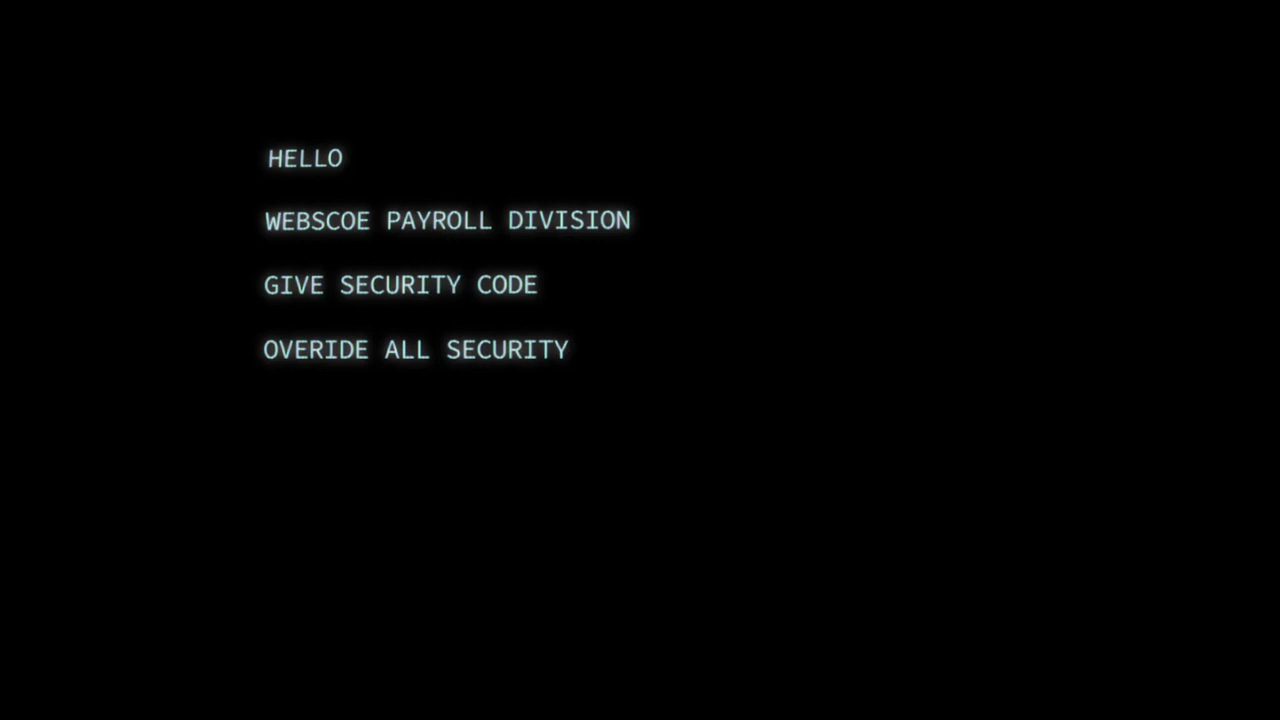 HELLO
WEBSCOE PAYROLL DIVISION
GIVE SECURITY CODE
OVERIDE ALL SECURITY